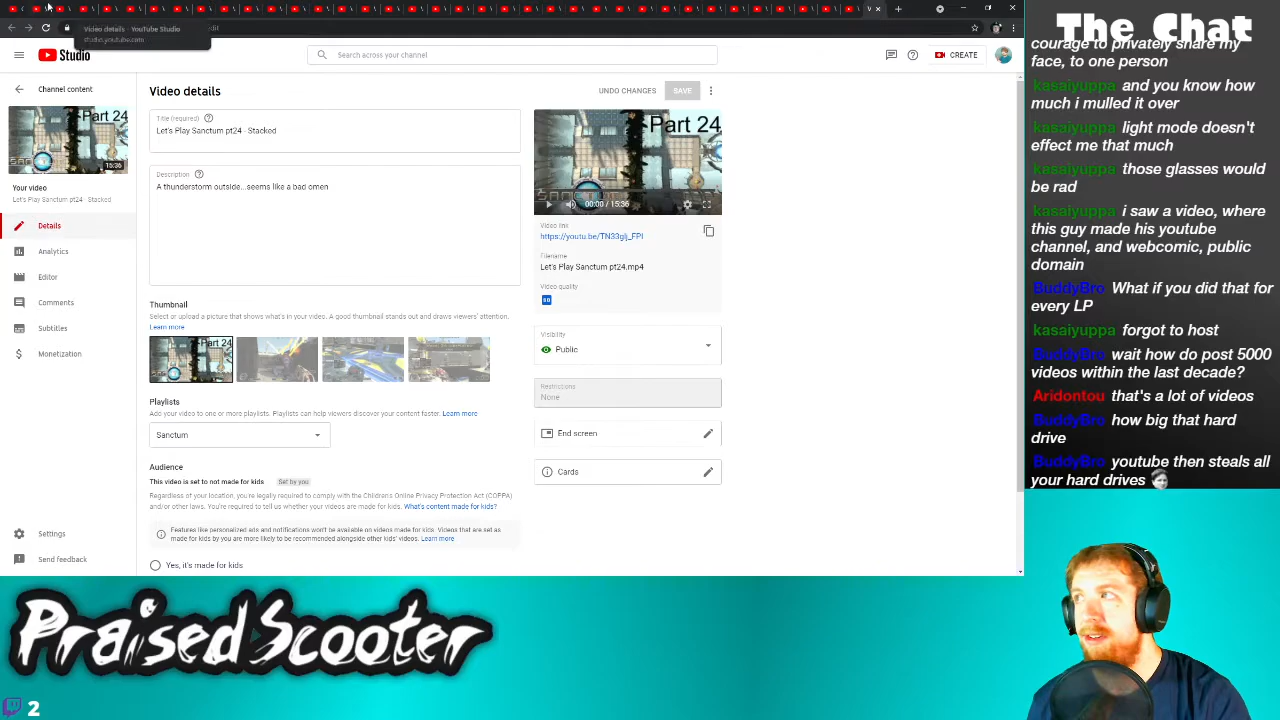 Video details - YouTube Studio
studio.youtube.com
edit
Studio
Search across your channel
CREATE
Channel content
15:36
Part 24
Your video
Let's Play Sanctum pt24 - Stacked
Details
Analytics
Editor
Comments
Subtitles
Monetization
Settings
Send feedback
Video details
UNDO CHANGES
SAVE
Title (required)
Let's Play Sanctum pt24 - Stacked
Description
A thunderstorm outside...seems like a bad omen
Thumbnail
Select or upload a picture that shows what's in your video. A good thumbnail stands out and draws viewers' attention.
Learn more
Part 24
Playlists
Add your video to one or more playlists. Playlists can help viewers discover your content faster. Learn more
Sanctum
Audience
This video is set to not made for kids Set by you
Regardless of your location, you're legally required to comply with the Children's Online Privacy Protection Act (COPPA)
and/or other laws. You're required to tell us whether your videos are made for kids. What's content made for kids?
Features like personalized ads and notifications won't be available on videos made for kids. Videos that are set as
made for kids by you are more likely to be recommended alongside other kids' videos. Learn more
Yes, it's made for kids
Part 24
00:00 / 15:36
Video link
https://youtu.be/TN33glj_FPI
Filename
Let's Play Sanctum pt24.mp4
Video quality
SD
Visibility
Public
Restrictions
None
End screen
Cards
The Chat
courage to privately share my
face, to one person
kasaiyuppa and you know how
much i mulled it over
kasaiyuppa light mode doesn't
effect me that much
kasaiyuppa those glasses would
be rad
kasaiyuppa i saw a video, where
this guy made his youtube
channel, and webcomic, public
domain
BuddyBro What if you did that for
every LP
kasaiyuppa forgot to host
BuddyBro wait how do post 5000
videos within the last decade?
Aridontou that's a lot of videos
BuddyBro how big that hard
drive
BuddyBro youtube then steals all
your hard drives
PraisedScooter
2